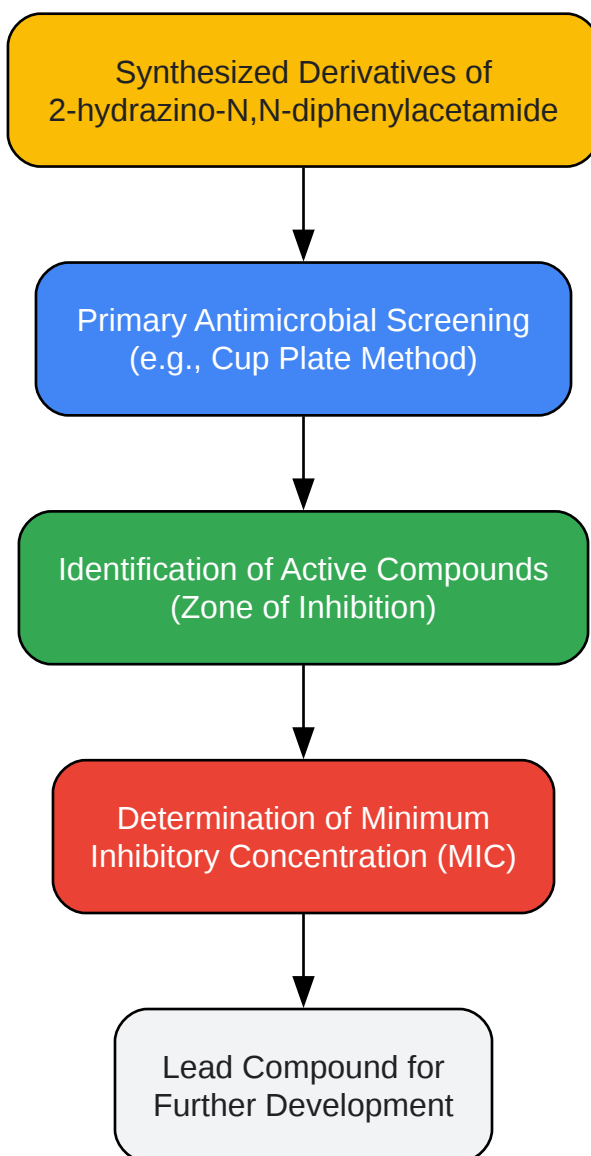 Synthesized Derivatives of
2-hydrazino-N,N-diphenylacetamide
Primary Antimicrobial Screening
(e.g., Cup Plate Method)
Identification of Active Compounds
(Zone of Inhibition)
Determination of Minimum
Inhibitory Concentration (MIC)
Lead Compound for
Further Development